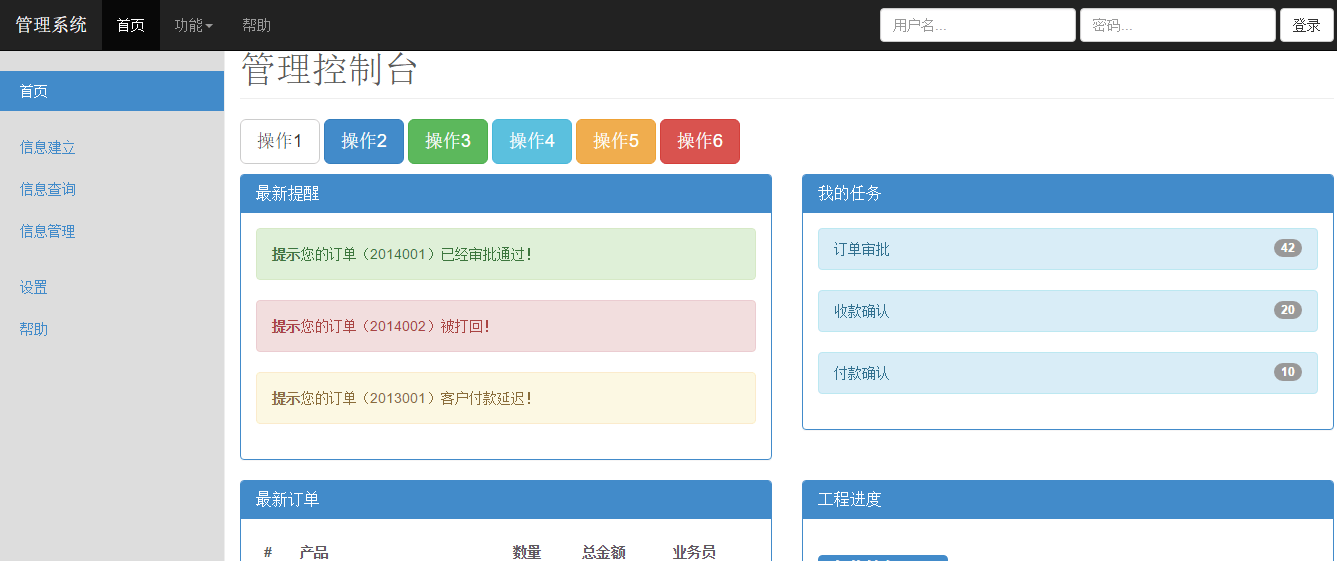 管理系统 首页 功能 帮助 用户名... 密码... 登录
首页
信息建立
信息查询
信息管理
设置
帮助
管理控制台
操作1 操作2 操作3 操作4 操作5 操作6
最新提醒
提示您的订单（2014001）已经审批通过！
提示您的订单（2014002）被打回！
提示您的订单（2013001）客户付款延迟！
我的任务
订单审批 42
收款确认 20
付款确认 10
最新订单
# 产品 数量 总金额 业务员
工程进度